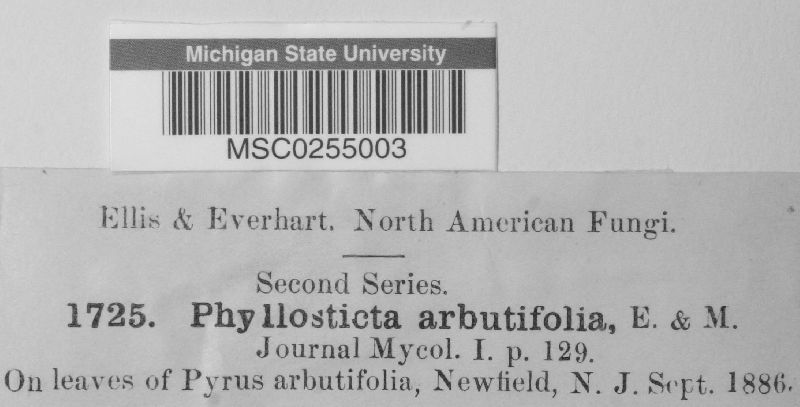 Michigan State University
MSC0255003
Ellis & Everhart. North American Fungi.
Second Series.
1725. Phyllosticta arbutifolia, E. & M.
Journal Mycol. I. p. 129.
On leaves of Pyrus arbutifolia, Newfield, N. J. Sept. 1886.